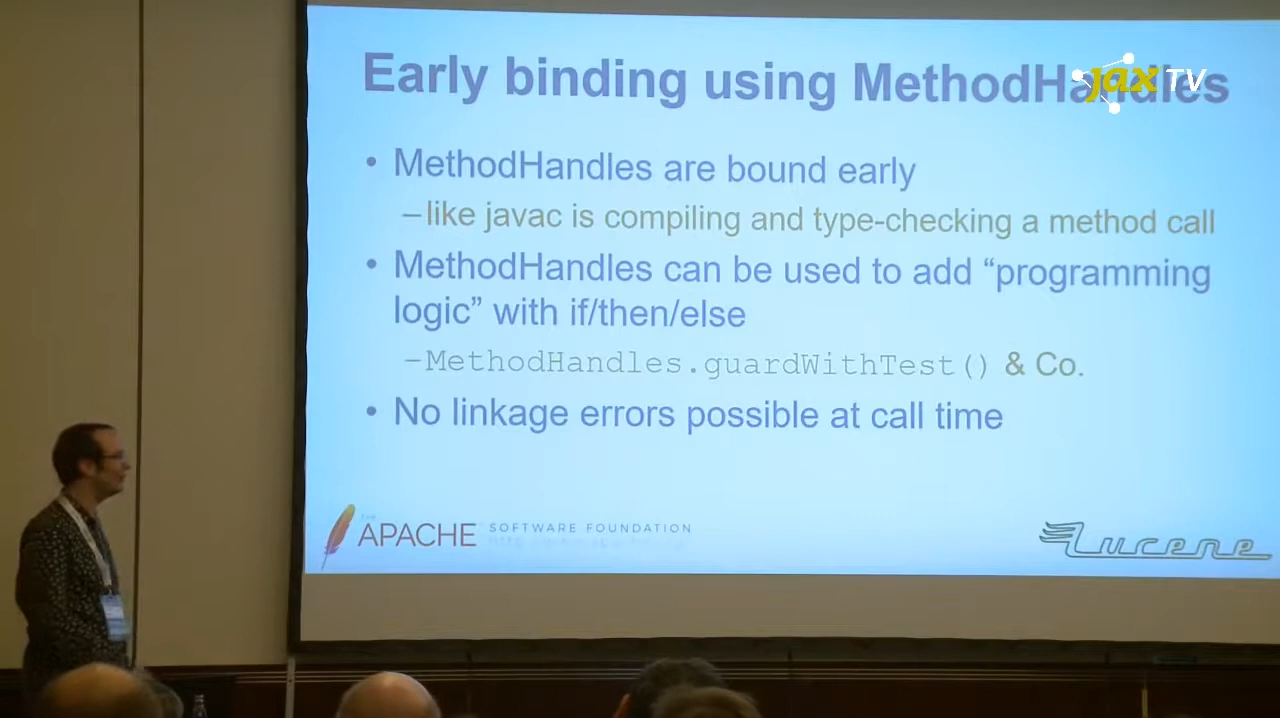 Early binding using MethodHandles
jax TV
• MethodHandles are bound early
–like javac is compiling and type-checking a method call
• MethodHandles can be used to add “programming
logic” with if/then/else
–MethodHandles.guardWithTest() & Co.
• No linkage errors possible at call time
THE
APACHE SOFTWARE FOUNDATION
Lucene